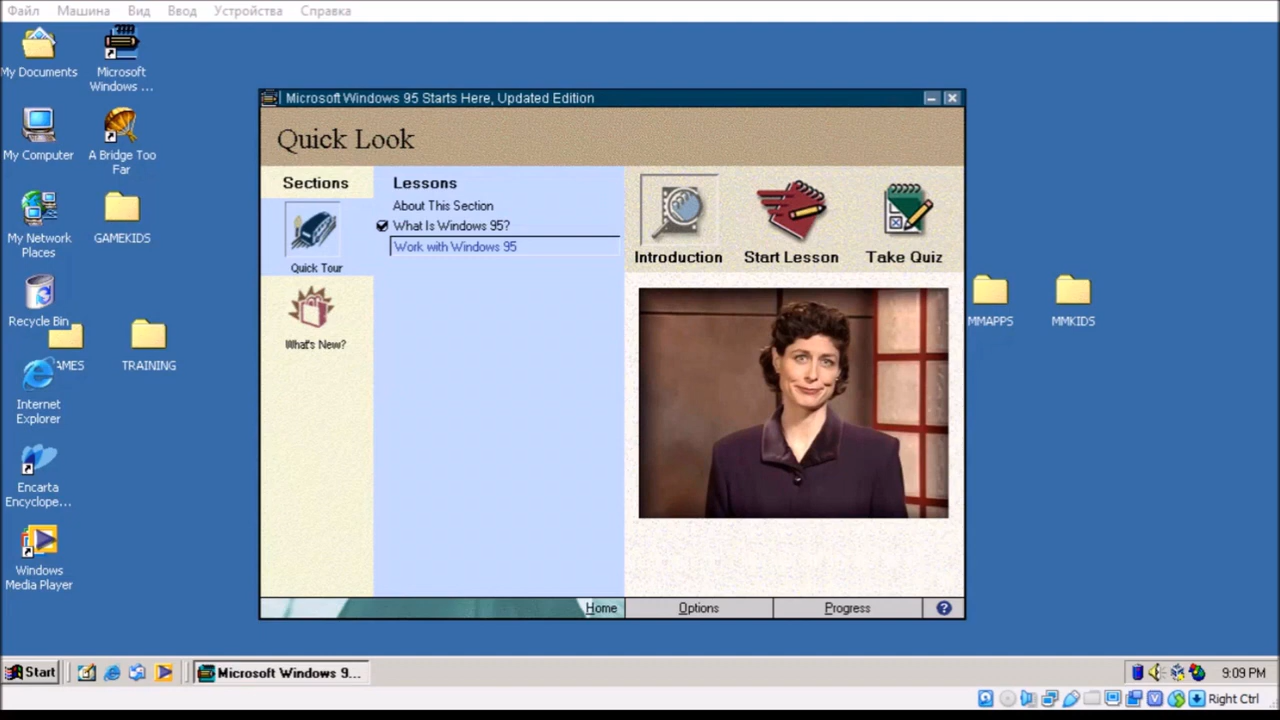 Файл Машина Вид Ввод Устройства Справка
My Documents
Microsoft
Windows ...
My Computer
A Bridge Too
Far
My Network
Places
GAMEKIDS
Recycle Bin
AMES
TRAINING
Internet
Explorer
Encarta
Encyclope...
Windows
Media Player
Microsoft Windows 95 Starts Here, Updated Edition
Quick Look
Sections
Quick Tour
What's New?
Lessons
About This Section
What Is Windows 95?
Work with Windows 95
Introduction
Start Lesson
Take Quiz
Home
Options
Progress
?
MMAPPS
MMKIDS
Start
Microsoft Windows 9...
9:09 PM
Right Ctrl